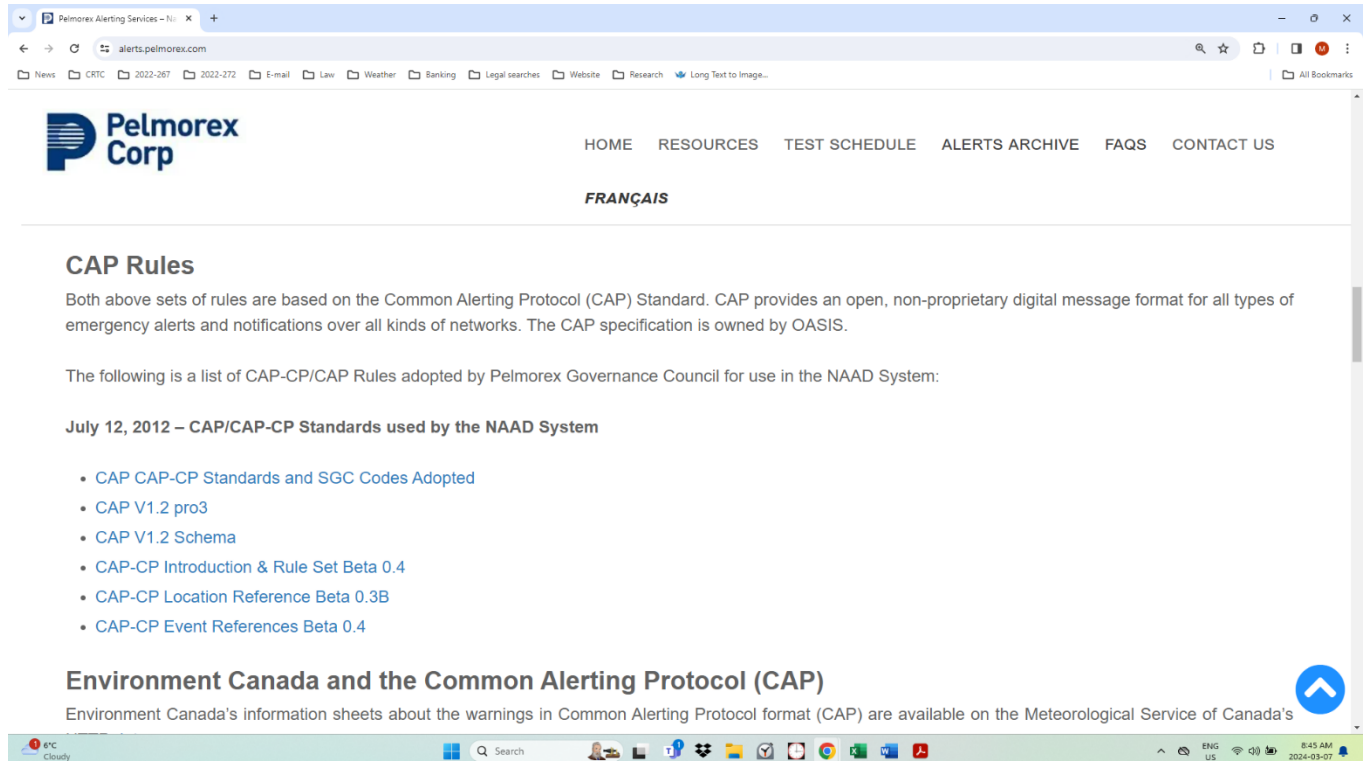 Pelmorex Alerting Services – Na
alerts.pelmorex.com
News CRTC 2022-267 2022-272 E-mail Law Weather Banking Legal searches Website Research Long Text to Image... All Bookmarks
Pelmorex
Corp
HOME RESOURCES TEST SCHEDULE ALERTS ARCHIVE FAQS CONTACT US
FRANÇAIS
CAP Rules
Both above sets of rules are based on the Common Alerting Protocol (CAP) Standard. CAP provides an open, non-proprietary digital message format for all types of
emergency alerts and notifications over all kinds of networks. The CAP specification is owned by OASIS.
The following is a list of CAP-CP/CAP Rules adopted by Pelmorex Governance Council for use in the NAAD System:
July 12, 2012 – CAP/CAP-CP Standards used by the NAAD System
• CAP CAP-CP Standards and SGC Codes Adopted
• CAP V1.2 pro3
• CAP V1.2 Schema
• CAP-CP Introduction & Rule Set Beta 0.4
• CAP-CP Location Reference Beta 0.3B
• CAP-CP Event References Beta 0.4
Environment Canada and the Common Alerting Protocol (CAP)
Environment Canada's information sheets about the warnings in Common Alerting Protocol format (CAP) are available on the Meteorological Service of Canada's
1 6°C
Cloudy
Search
ENG
US
8:45 AM
2024-03-07